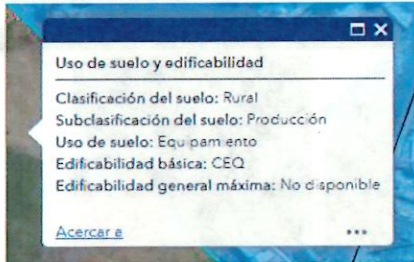 Uso de suelo y edificabilidad
Clasificación del suelo: Rural
Subclasificación del suelo: Producción
Uso de suelo: Equipamiento
Edificabilidad básica: CEQ
Edificabilidad general máxima: No disponible
Acercar a